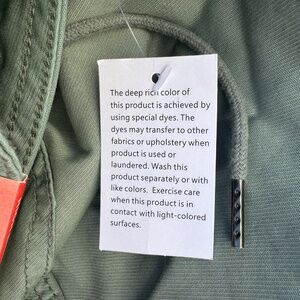 The deep rich color of
this product is achieved by
using special dyes. The
dyes may transfer to other
fabrics or upholstery when
product is used or
laundered. Wash this
product separately or with
like colors. Exercise care
when this product is in
contact with light-colored
surfaces.